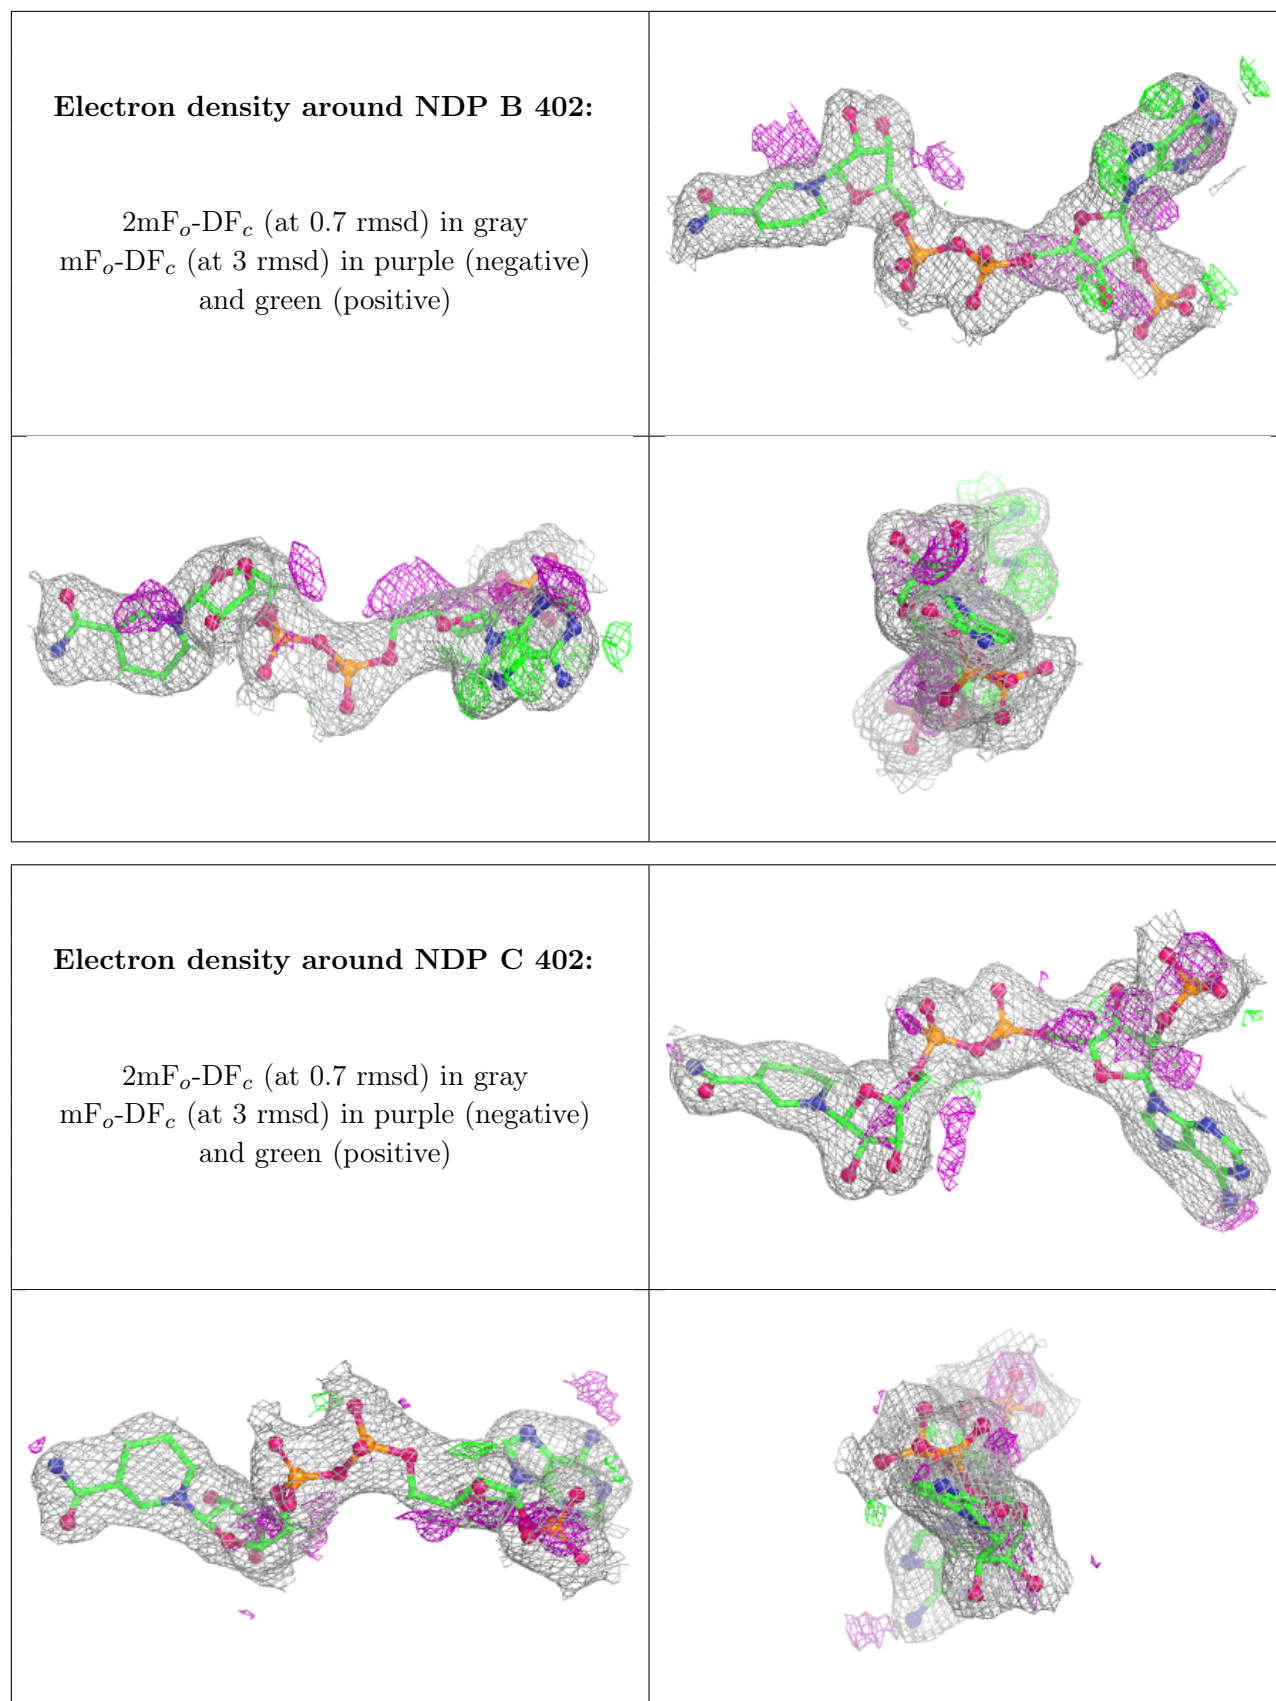 Electron density around NDP B 402:
2mFo-DFc (at 0.7 rmsd) in gray
mFo-DFc (at 3 rmsd) in purple (negative)
and green (positive)
Electron density around NDP C 402:
2mFo-DFc (at 0.7 rmsd) in gray
mFo-DFc (at 3 rmsd) in purple (negative)
and green (positive)